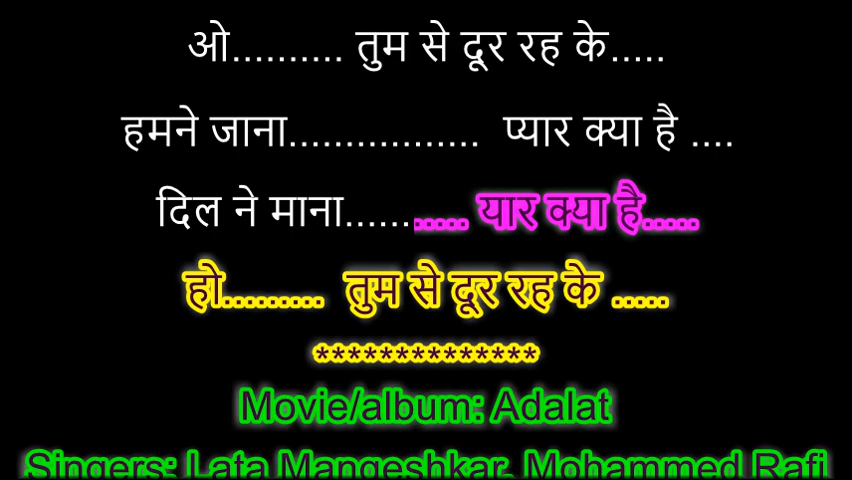 ओ.......... तुम से दूर रह के.....
हमने जाना................. प्यार क्या है ....
दिल ने माना........... यार क्या है.....
हो.......... तुम से दूर रह के .....
**************
Movie/album: Adalat
Singers: Lata Mangeshkar, Mohammed Rafi